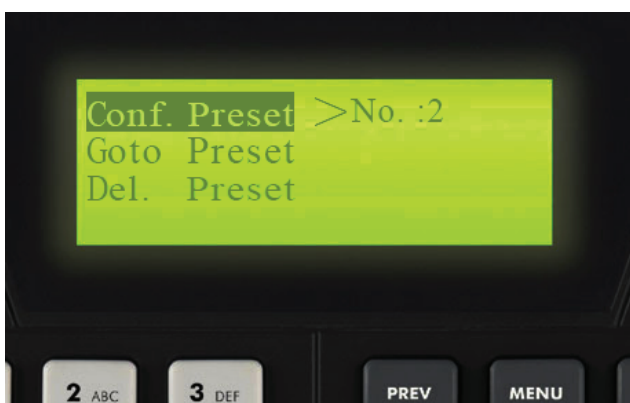 Conf. Preset >No. :2
Goto Preset
Del. Preset
2 ABC 3 DEF PREV MENU